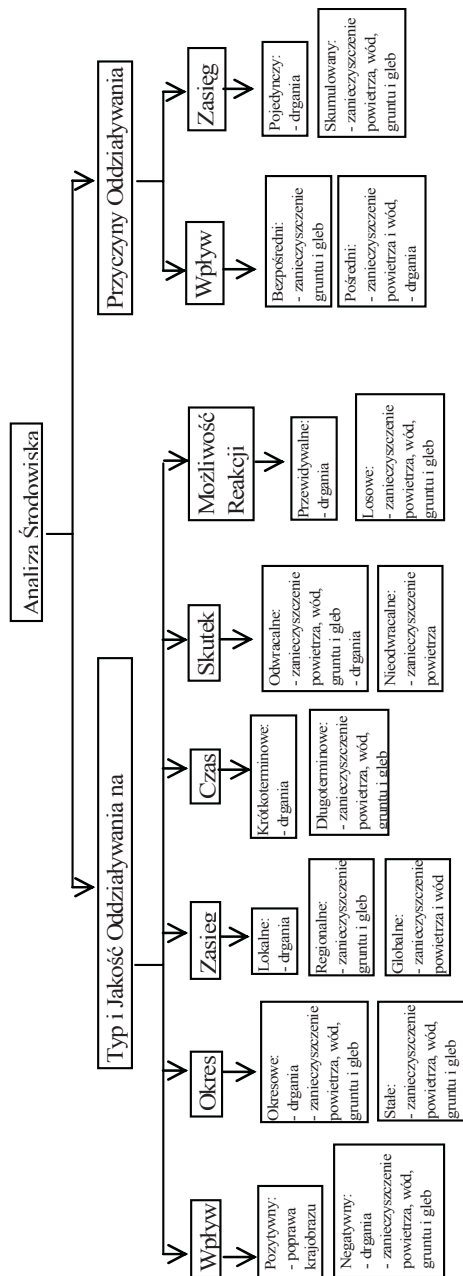 Analiza Środowiska
Typ i Jakość Oddziaływania na
Przyczyny Oddziaływania
Wpływ
Pozytywny:
- poprawa
krajobrazu
Negatywny:
- drgania
- zanieczyszczenie
powietrza, wód,
gruntu i gleb
Okres
Okresowe:
- drgania
- zanieczyszczenie
powietrza, wód,
gruntu i gleb
Stałe:
- zanieczyszczenie
powietrza, wód,
gruntu i gleb
Zasięg
Lokalne:
- drgania
Regionalne:
- zanieczyszczenie
gruntu i gleb
Globalne:
- zanieczyszczenie
powietrza i wód
Czas
Krótkoterminowe:
- drgania
Długoterminowe:
- zanieczyszczenie
powietrza, wód,
gruntu i gleb
Skutek
Odwracalne:
- zanieczyszczenie
powietrza, wód,
gruntu i gleb
- drgania
Nieodwracalne:
- zanieczyszczenie
powietrza
Możliwość
Reakcji
Przewidywalne:
- drgania
Losowe:
- zanieczyszczenie
powietrza, wód,
gruntu i gleb
Wpływ
Bezpośredni:
- zanieczyszczenie
gruntu i gleb
Pośredni:
- zanieczyszczenie
powietrza i wód,
- drgania
Zasięg
Pojedynczy:
- drgania
Skumulowany:
- zanieczyszczenie
powietrza, wód,
gruntu i gleb